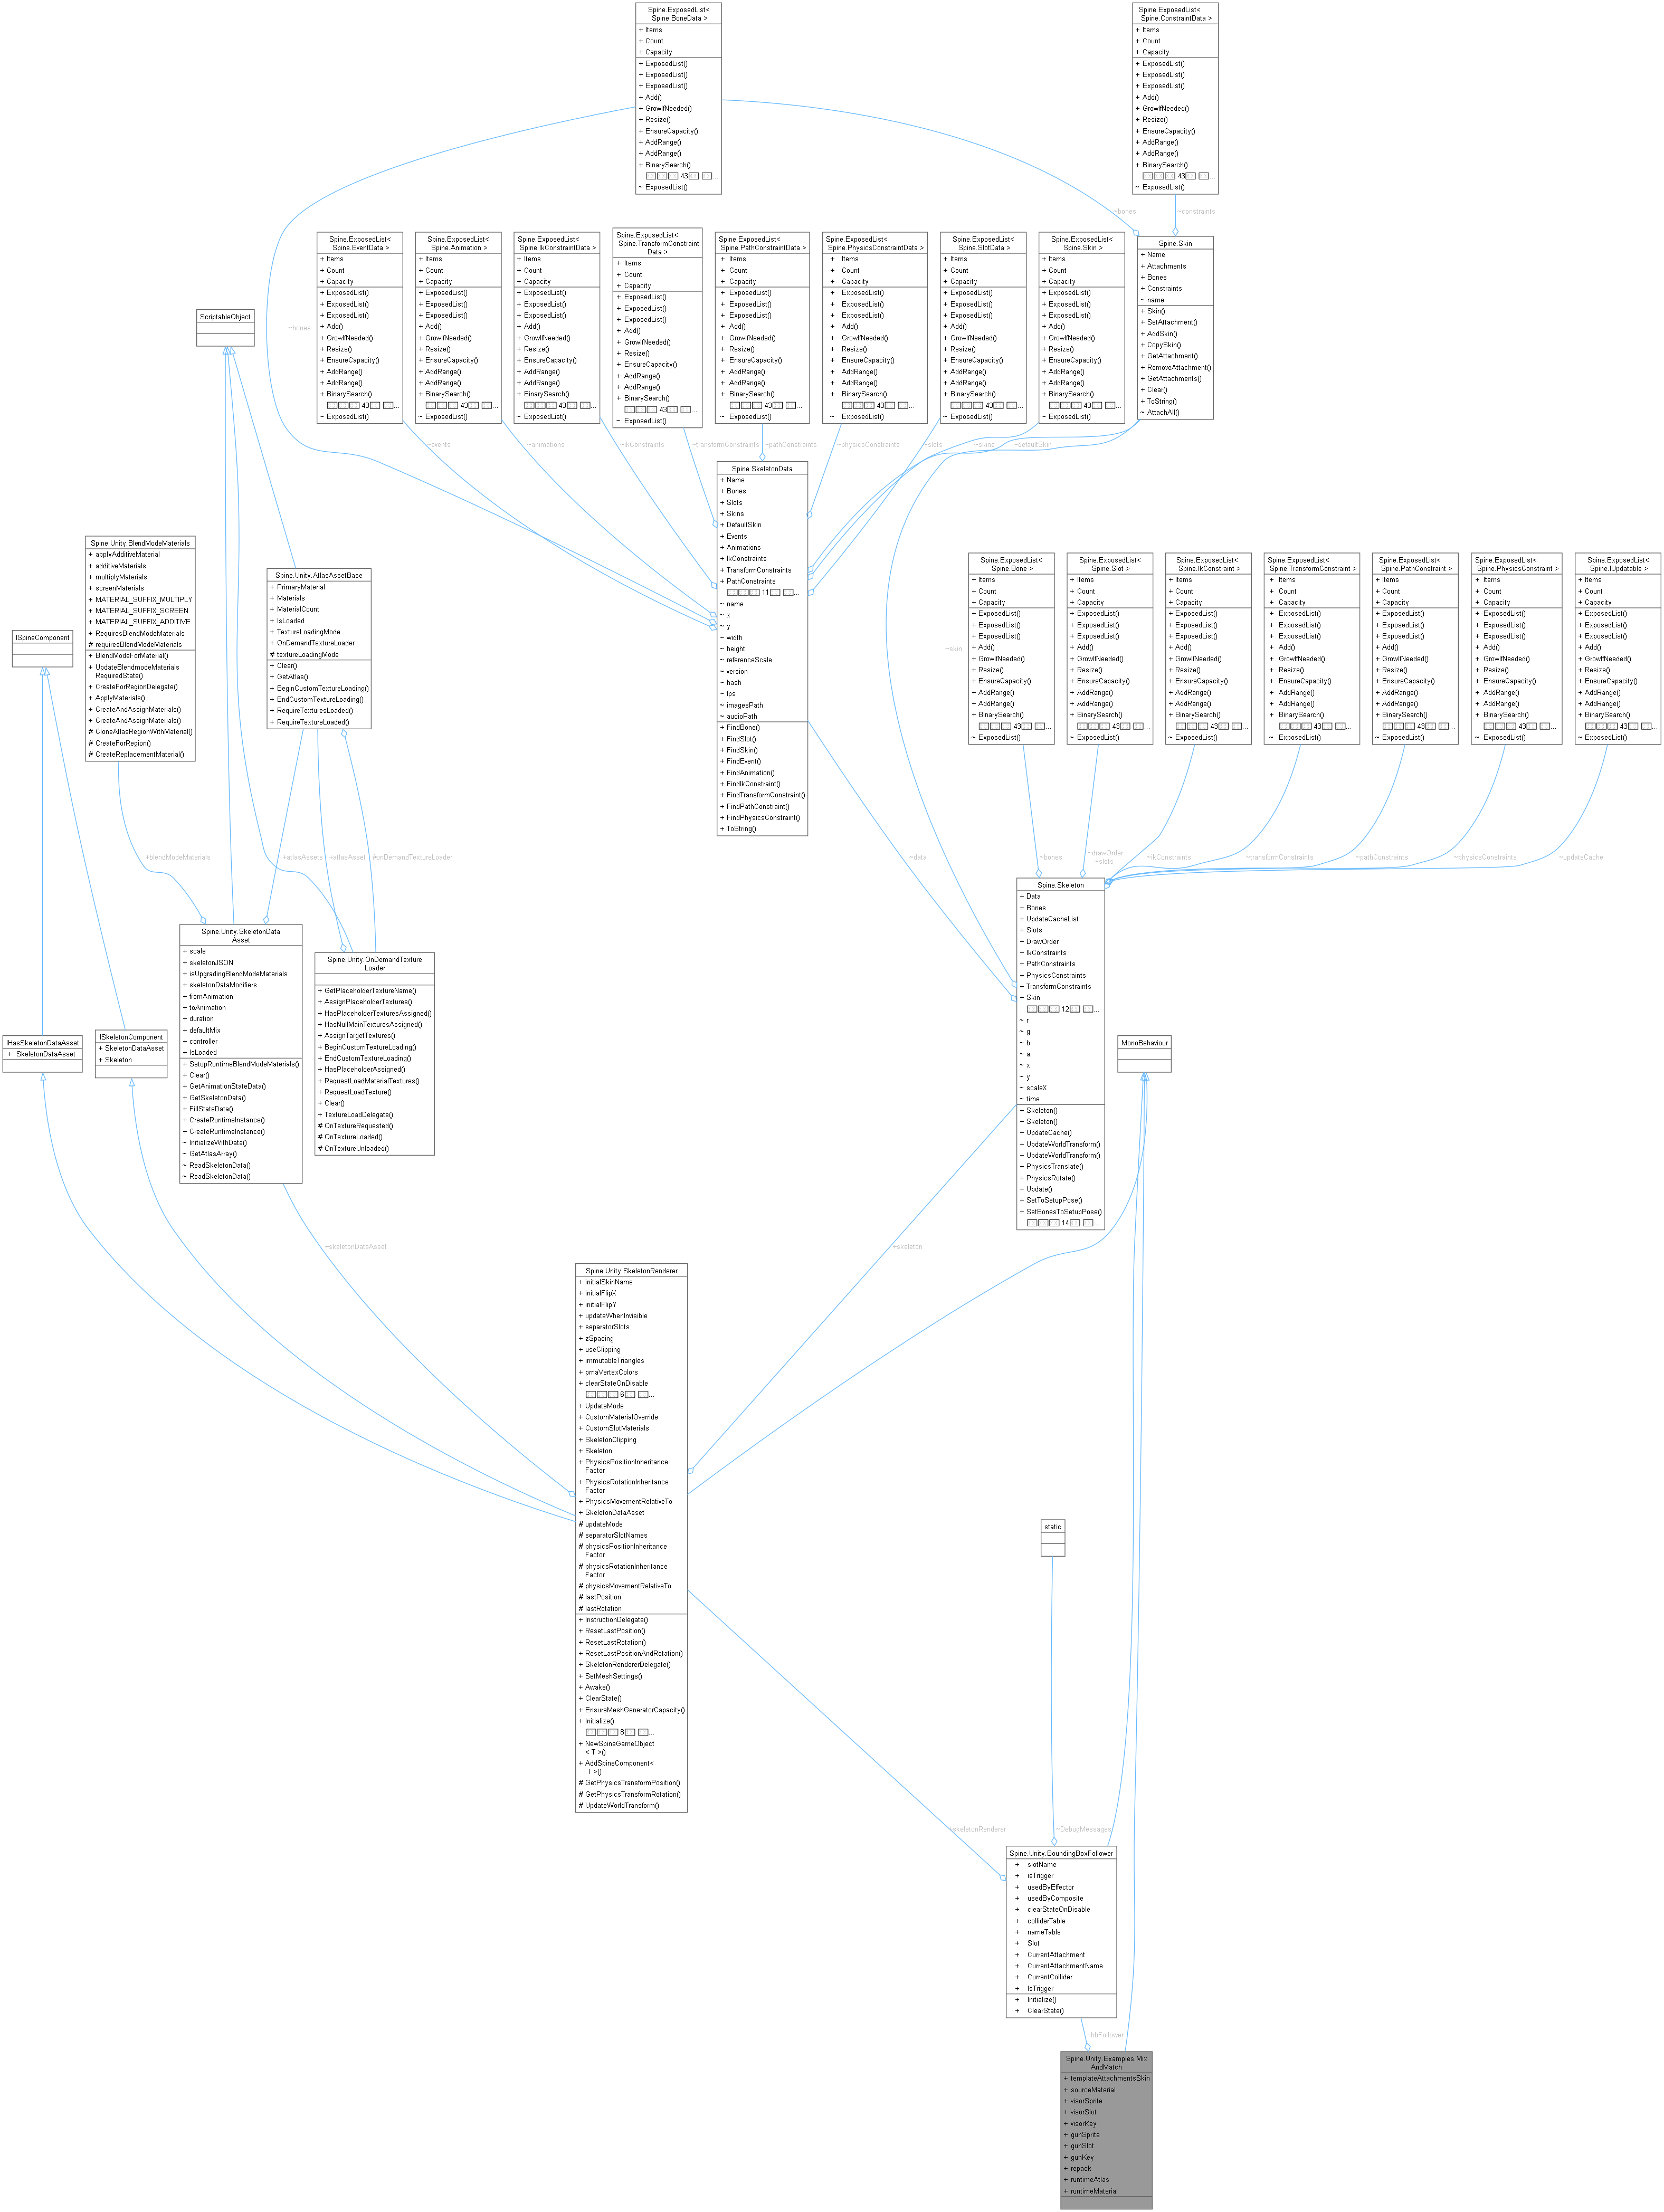 Spine.ExposedList<
Spine.BoneData >
+ Items
+ Count
+ Capacity
+ ExposedList()
+ ExposedList()
+ ExposedList()
+ Add()
+ GrowIfNeeded()
+ Resize()
+ EnsureCapacity()
+ AddRange()
+ AddRange()
+ BinarySearch()
□□□ 43□ □...
~ ExposedList()
Spine.ExposedList<
Spine.ConstraintData >
+ Items
+ Count
+ Capacity
+ ExposedList()
+ ExposedList()
+ ExposedList()
+ Add()
+ GrowIfNeeded()
+ Resize()
+ EnsureCapacity()
+ AddRange()
+ AddRange()
+ BinarySearch()
□□□ 43□ □...
~ ExposedList()
~bones
~constraints
Spine.ExposedList<
Spine.EventData >
+ Items
+ Count
+ Capacity
+ ExposedList()
+ ExposedList()
+ ExposedList()
+ Add()
+ GrowIfNeeded()
+ Resize()
+ EnsureCapacity()
+ AddRange()
+ AddRange()
+ BinarySearch()
□□□ 43□ □...
~ ExposedList()
Spine.ExposedList<
Spine.Animation >
+ Items
+ Count
+ Capacity
+ ExposedList()
+ ExposedList()
+ ExposedList()
+ Add()
+ GrowIfNeeded()
+ Resize()
+ EnsureCapacity()
+ AddRange()
+ AddRange()
+ BinarySearch()
□□□ 43□ □...
~ ExposedList()
Spine.ExposedList<
Spine.IkConstraintData >
+ Items
+ Count
+ Capacity
+ ExposedList()
+ ExposedList()
+ ExposedList()
+ Add()
+ GrowIfNeeded()
+ Resize()
+ EnsureCapacity()
+ AddRange()
+ AddRange()
+ BinarySearch()
□□□ 43□ □...
~ ExposedList()
Spine.ExposedList<
Spine.TransformConstraint
Data >
+ Items
+ Count
+ Capacity
+ ExposedList()
+ ExposedList()
+ ExposedList()
+ Add()
+ GrowIfNeeded()
+ Resize()
+ EnsureCapacity()
+ AddRange()
+ AddRange()
+ BinarySearch()
□□□ 43□ □...
~ ExposedList()
Spine.ExposedList<
Spine.PathConstraintData >
+ Items
+ Count
+ Capacity
+ ExposedList()
+ ExposedList()
+ ExposedList()
+ Add()
+ GrowIfNeeded()
+ Resize()
+ EnsureCapacity()
+ AddRange()
+ AddRange()
+ BinarySearch()
□□□ 43□ □...
~ ExposedList()
Spine.ExposedList<
Spine.PhysicsConstraintData >
+ Items
+ Count
+ Capacity
+ ExposedList()
+ ExposedList()
+ ExposedList()
+ Add()
+ GrowIfNeeded()
+ Resize()
+ EnsureCapacity()
+ AddRange()
+ AddRange()
+ BinarySearch()
□□□ 43□ □...
~ ExposedList()
Spine.ExposedList<
Spine.SlotData >
+ Items
+ Count
+ Capacity
+ ExposedList()
+ ExposedList()
+ ExposedList()
+ Add()
+ GrowIfNeeded()
+ Resize()
+ EnsureCapacity()
+ AddRange()
+ AddRange()
+ BinarySearch()
□□□ 43□ □...
~ ExposedList()
Spine.ExposedList<
Spine.Skin >
+ Items
+ Count
+ Capacity
+ ExposedList()
+ ExposedList()
+ ExposedList()
+ Add()
+ GrowIfNeeded()
+ Resize()
+ EnsureCapacity()
+ AddRange()
+ AddRange()
+ BinarySearch()
□□□ 43□ □...
~ ExposedList()
Spine.Skin
+ Name
+ Attachments
+ Bones
+ Constraints
~ name
+ Skin()
+ SetAttachment()
+ AddSkin()
+ CopySkin()
+ GetAttachment()
+ RemoveAttachment()
+ GetAttachments()
+ Clear()
+ ToString()
~ AttachAll()
ScriptableObject
~bones
~events
~animations
~ikConstraints
~transformConstraints
~pathConstraints
~physicsConstraints
~slots
~skins
~defaultSkin
Spine.SkeletonData
+ Name
+ Bones
+ Slots
+ Skins
+ DefaultSkin
+ Events
+ Animations
+ IkConstraints
+ TransformConstraints
+ PathConstraints
□□□ 11□ □...
~ name
~ x
~ y
~ width
~ height
~ referenceScale
~ version
~ hash
~ fps
~ imagesPath
~ audioPath
+ FindBone()
+ FindSlot()
+ FindSkin()
+ FindEvent()
+ FindAnimation()
+ FindIkConstraint()
+ FindTransformConstraint()
+ FindPathConstraint()
+ FindPhysicsConstraint()
+ ToString()
Spine.Unity.BlendModeMaterials
+ applyAdditiveMaterial
+ additiveMaterials
+ multiplyMaterials
+ screenMaterials
+ MATERIAL_SUFFIX_MULTIPLY
+ MATERIAL_SUFFIX_SCREEN
+ MATERIAL_SUFFIX_ADDITIVE
+ RequiresBlendModeMaterials
# requiresBlendModeMaterials
+ BlendModeForMaterial()
+ UpdateBlendmodeMaterials
RequiredState()
+ CreateForRegionDelegate()
+ ApplyMaterials()
+ CreateAndAssignMaterials()
+ CreateAndAssignMaterials()
# CloneAtlasRegionWithMaterial()
# CreateForRegion()
# CreateReplacementMaterial()
Spine.Unity.AtlasAssetBase
+ PrimaryMaterial
+ Materials
+ MaterialCount
+ IsLoaded
+ TextureLoadingMode
+ OnDemandTextureLoader
# textureLoadingMode
+ Clear()
+ GetAtlas()
+ BeginCustomTextureLoading()
+ EndCustomTextureLoading()
+ RequireTexturesLoaded()
+ RequireTextureLoaded()
ISpineComponent
~skin
Spine.ExposedList<
Spine.Bone >
+ Items
+ Count
+ Capacity
+ ExposedList()
+ ExposedList()
+ ExposedList()
+ Add()
+ GrowIfNeeded()
+ Resize()
+ EnsureCapacity()
+ AddRange()
+ AddRange()
+ BinarySearch()
□□□ 43□ □...
~ ExposedList()
Spine.ExposedList<
Spine.Slot >
+ Items
+ Count
+ Capacity
+ ExposedList()
+ ExposedList()
+ ExposedList()
+ Add()
+ GrowIfNeeded()
+ Resize()
+ EnsureCapacity()
+ AddRange()
+ AddRange()
+ BinarySearch()
□□□ 43□ □...
~ ExposedList()
Spine.ExposedList<
Spine.IkConstraint >
+ Items
+ Count
+ Capacity
+ ExposedList()
+ ExposedList()
+ ExposedList()
+ Add()
+ GrowIfNeeded()
+ Resize()
+ EnsureCapacity()
+ AddRange()
+ AddRange()
+ BinarySearch()
□□□ 43□ □...
~ ExposedList()
Spine.ExposedList<
Spine.TransformConstraint >
+ Items
+ Count
+ Capacity
+ ExposedList()
+ ExposedList()
+ ExposedList()
+ Add()
+ GrowIfNeeded()
+ Resize()
+ EnsureCapacity()
+ AddRange()
+ AddRange()
+ BinarySearch()
□□□ 43□ □...
~ ExposedList()
Spine.ExposedList<
Spine.PathConstraint >
+ Items
+ Count
+ Capacity
+ ExposedList()
+ ExposedList()
+ ExposedList()
+ Add()
+ GrowIfNeeded()
+ Resize()
+ EnsureCapacity()
+ AddRange()
+ AddRange()
+ BinarySearch()
□□□ 43□ □...
~ ExposedList()
Spine.ExposedList<
Spine.PhysicsConstraint >
+ Items
+ Count
+ Capacity
+ ExposedList()
+ ExposedList()
+ ExposedList()
+ Add()
+ GrowIfNeeded()
+ Resize()
+ EnsureCapacity()
+ AddRange()
+ AddRange()
+ BinarySearch()
□□□ 43□ □...
~ ExposedList()
Spine.ExposedList<
Spine.IUpdatable >
+ Items
+ Count
+ Capacity
+ ExposedList()
+ ExposedList()
+ ExposedList()
+ Add()
+ GrowIfNeeded()
+ Resize()
+ EnsureCapacity()
+ AddRange()
+ AddRange()
+ BinarySearch()
□□□ 43□ □...
~ ExposedList()
+blendModeMaterials
+atlasAssets
+atlasAsset
#onDemandTextureLoader
~data
~bones
~drawOrder
~slots
~ikConstraints
~transformConstraints
~pathConstraints
~physicsConstraints
~updateCache
Spine.Unity.SkeletonData
Asset
+ scale
+ skeletonJSON
+ isUpgradingBlendModeMaterials
+ skeletonDataModifiers
+ fromAnimation
+ toAnimation
+ duration
+ defaultMix
+ controller
+ IsLoaded
+ SetupRuntimeBlendModeMaterials()
+ Clear()
+ GetAnimationStateData()
+ GetSkeletonData()
+ FillStateData()
+ CreateRuntimeInstance()
+ CreateRuntimeInstance()
~ InitializeWithData()
~ GetAtlasArray()
~ ReadSkeletonData()
~ ReadSkeletonData()
Spine.Unity.OnDemandTexture
Loader
+ GetPlaceholderTextureName()
+ AssignPlaceholderTextures()
+ HasPlaceholderTexturesAssigned()
+ HasNullMainTexturesAssigned()
+ AssignTargetTextures()
+ BeginCustomTextureLoading()
+ EndCustomTextureLoading()
+ HasPlaceholderAssigned()
+ RequestLoadMaterialTextures()
+ RequestLoadTexture()
+ Clear()
+ TextureLoadDelegate()
# OnTextureRequested()
# OnTextureLoaded()
# OnTextureUnloaded()
IHasSkeletonDataAsset
+ SkeletonDataAsset
ISkeletonComponent
+ SkeletonDataAsset
+ Skeleton
Spine.Skeleton
+ Data
+ Bones
+ UpdateCacheList
+ Slots
+ DrawOrder
+ IkConstraints
+ PathConstraints
+ PhysicsConstraints
+ TransformConstraints
+ Skin
□□□ 12□ □...
~ r
~ g
~ b
~ a
~ x
~ y
~ scaleX
~ time
+ Skeleton()
+ Skeleton()
+ UpdateCache()
+ UpdateWorldTransform()
+ UpdateWorldTransform()
+ PhysicsTranslate()
+ PhysicsRotate()
+ Update()
+ SetToSetupPose()
+ SetBonesToSetupPose()
□□□ 14□ □...
MonoBehaviour
+skeletonDataAsset
+skeleton
Spine.Unity.SkeletonRenderer
+ initialSkinName
+ initialFlipX
+ initialFlipY
+ updateWhenInvisible
+ separatorSlots
+ zSpacing
+ useClipping
+ immutableTriangles
+ pmaVertexColors
+ clearStateOnDisable
□□□ 6□ □...
+ UpdateMode
+ CustomMaterialOverride
+ CustomSlotMaterials
+ SkeletonClipping
+ Skeleton
+ PhysicsPositionInheritance
Factor
+ PhysicsRotationInheritance
Factor
+ PhysicsMovementRelativeTo
+ SkeletonDataAsset
# updateMode
# separatorSlotNames
# physicsPositionInheritance
Factor
# physicsRotationInheritance
Factor
# physicsMovementRelativeTo
# lastPosition
# lastRotation
+ InstructionDelegate()
+ ResetLastPosition()
+ ResetLastRotation()
+ ResetLastPositionAndRotation()
+ SkeletonRendererDelegate()
+ SetMeshSettings()
+ Awake()
+ ClearState()
+ EnsureMeshGeneratorCapacity()
+ Initialize()
□□□ 8□ □...
+ NewSpineGameObject
< T >()
+ AddSpineComponent<
T >()
# GetPhysicsTransformPosition()
# GetPhysicsTransformRotation()
# UpdateWorldTransform()
static
+skeletonRenderer
~DebugMessages
Spine.Unity.BoundingBoxFollower
+ slotName
+ isTrigger
+ usedByEffector
+ usedByComposite
+ clearStateOnDisable
+ colliderTable
+ nameTable
+ Slot
+ CurrentAttachment
+ CurrentAttachmentName
+ CurrentCollider
+ IsTrigger
+ Initialize()
+ ClearState()
+bbFollower
Spine.Unity.Examples.Mix
AndMatch
+ templateAttachmentsSkin
+ sourceMaterial
+ visorSprite
+ visorSlot
+ visorKey
+ gunSprite
+ gunSlot
+ gunKey
+ repack
+ runtimeAtlas
+ runtimeMaterial